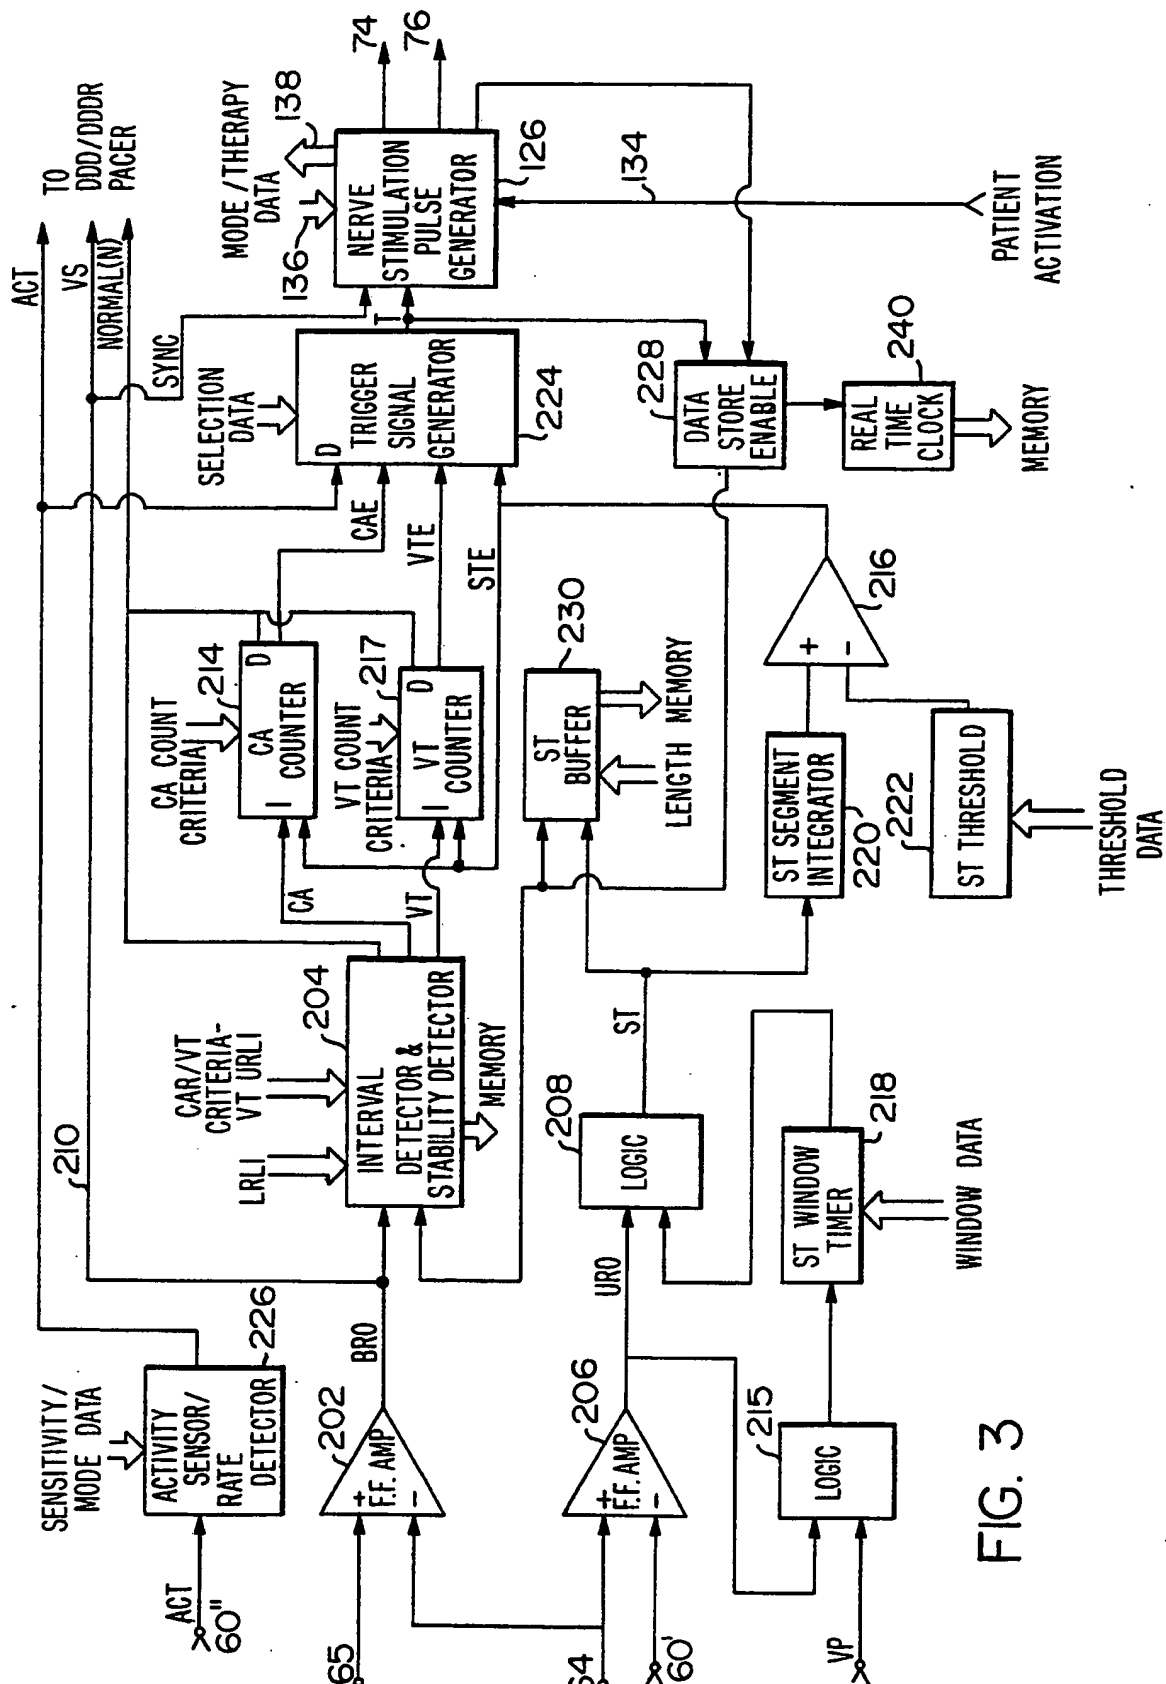 TO
DDD/DDDR
PACER
ACT
VS
NORMAL(N)
SYNC
MODE/THERAPY
DATA
138
136
74
76
NERVE
STIMULATION
PULSE
GENERATOR
126
134
PATIENT
ACTIVATION
SELECTION
DATA
T
D
TRIGGER
SIGNAL
GENERATOR
224
228
DATA
STORE
ENABLE
240
REAL
TIME
CLOCK
MEMORY
CAE
VTE
STE
CA COUNT
CRITERIA
214
D
CA
COUNTER
I
VT COUNT
CRITERIA
217
D
VT
COUNTER
I
230
ST
BUFFER
LENGTH
MEMORY
216
+
−
ST SEGMENT
INTEGRATOR
220
222
ST THRESHOLD
THRESHOLD
DATA
CA
VT
210
LRLI
CAR/VT
CRITERIA-
VT URLI
204
INTERVAL
DETECTOR &
STABILITY DETECTOR
MEMORY
ST
208
LOGIC
218
ST WINDOW
TIMER
WINDOW DATA
SENSITIVITY/
MODE DATA
226
ACTIVITY
SENSOR/
RATE
DETECTOR
ACT
60"
BRO
202
+
F.F. AMP
−
65
URO
206
+
F.F. AMP
−
64
60'
215
LOGIC
VP
FIG. 3